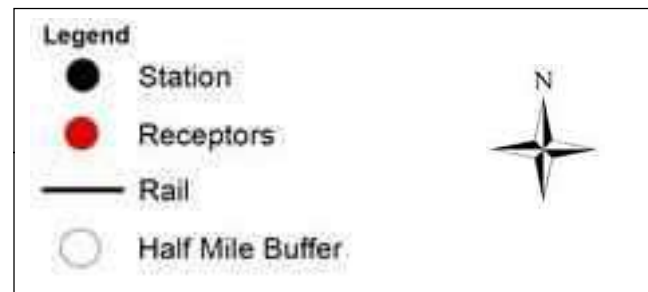 Legend
Station
N
Receptors
Rail
Half Mile Buffer